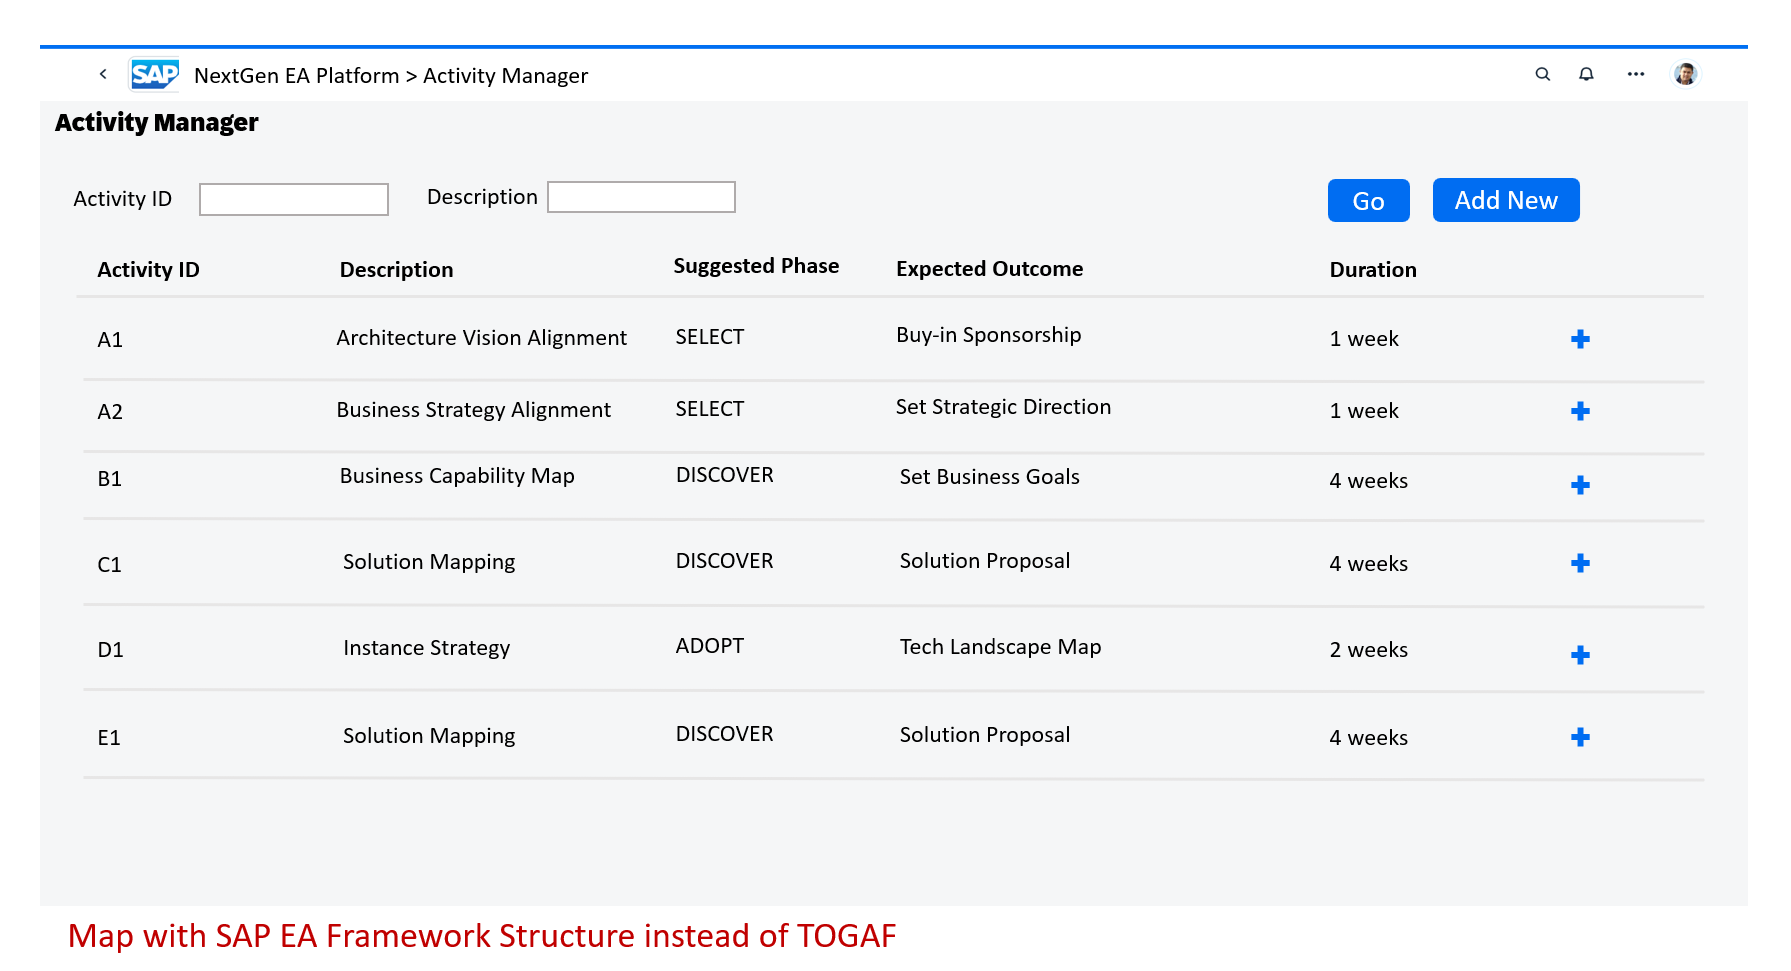 SAP NextGen EA Platform > Activity Manager
Activity Manager
Activity ID Description Go Add New
Activity ID Description Suggested Phase Expected Outcome Duration
A1 Architecture Vision Alignment SELECT Buy-in Sponsorship 1 week
A2 Business Strategy Alignment SELECT Set Strategic Direction 1 week
B1 Business Capability Map DISCOVER Set Business Goals 4 weeks
C1 Solution Mapping DISCOVER Solution Proposal 4 weeks
D1 Instance Strategy ADOPT Tech Landscape Map 2 weeks
E1 Solution Mapping DISCOVER Solution Proposal 4 weeks
Map with SAP EA Framework Structure instead of TOGAF